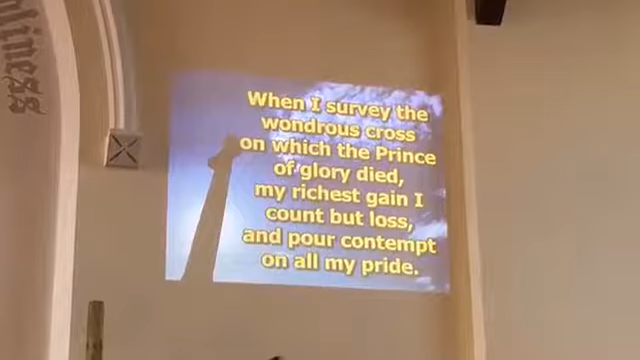 When I survey the
wondrous cross
on which the Prince
of glory died,
my richest gain I
count but loss,
and pour contempt
on all my pride.